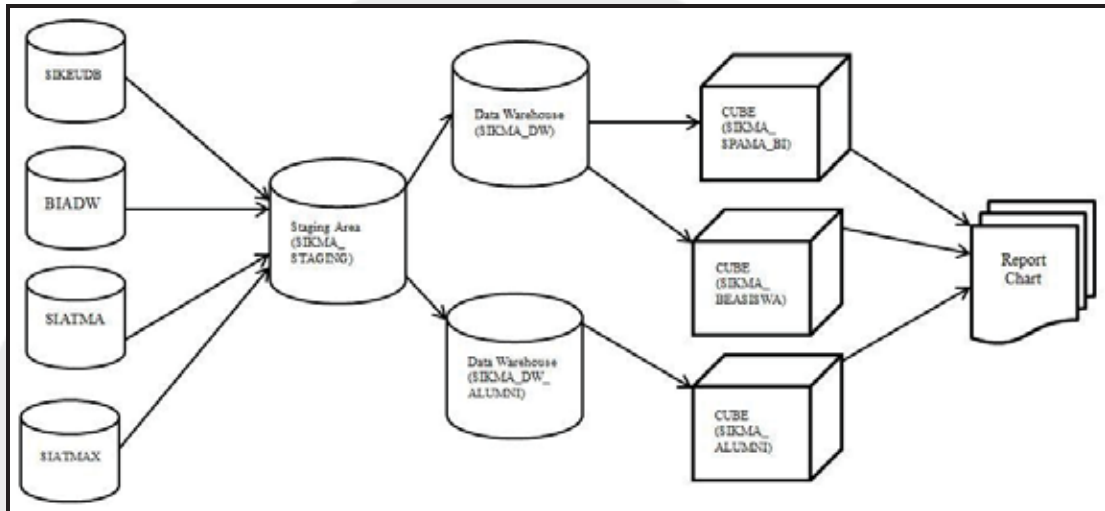 SIKEUDB
BIADW
SIATMA
SIATMAX
Staging Area
(SIKMA_
STAGING)
Data Warehouse
(SIKMA_DW)
Data Warehouse
(SIKMA_DW_
ALUMNI)
CUBE
(SIKMA_
SPAMA_BI)
CUBE
(SIKMA_
BEASISWA)
CUBE
(SIKMA_
ALUMNI)
Report
Chart